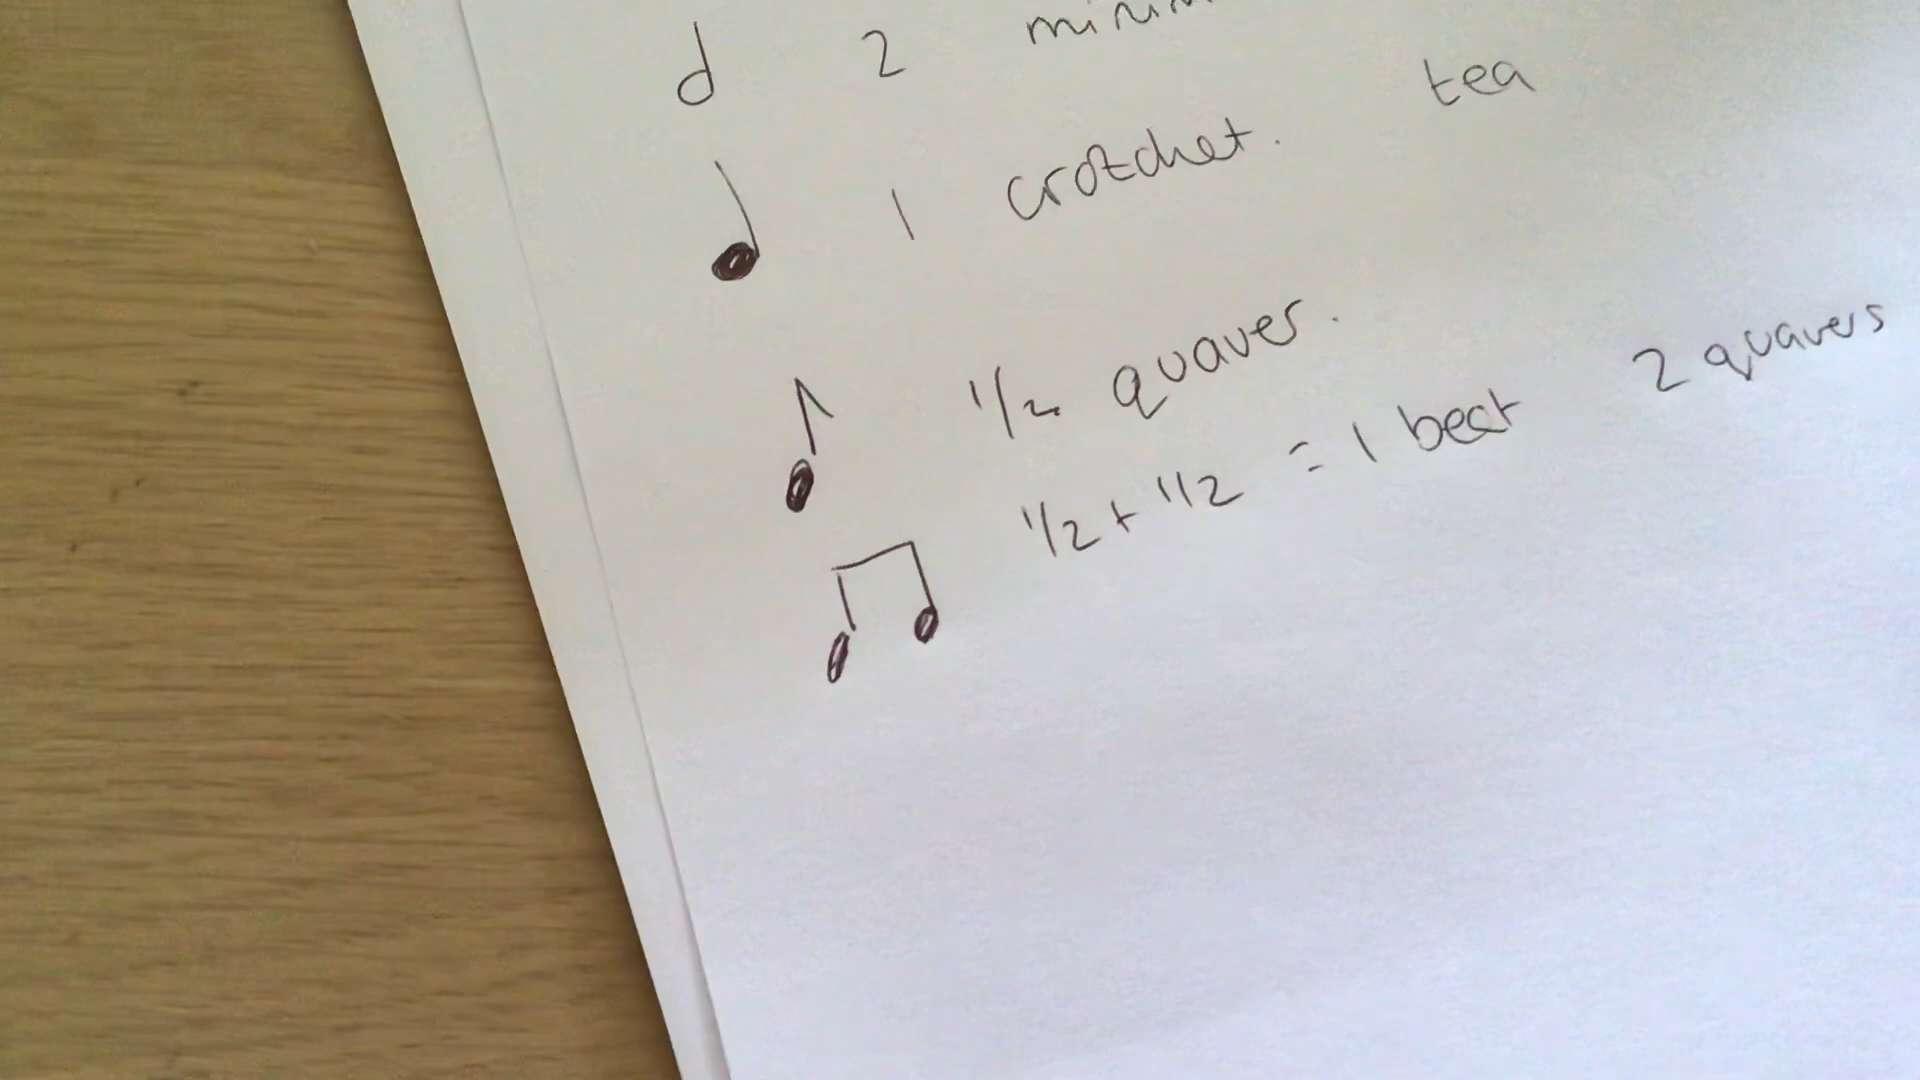 2
1 crotchet. tea
1/2 quaver.
1/2 + 1/2 = 1 beat 2 quavers